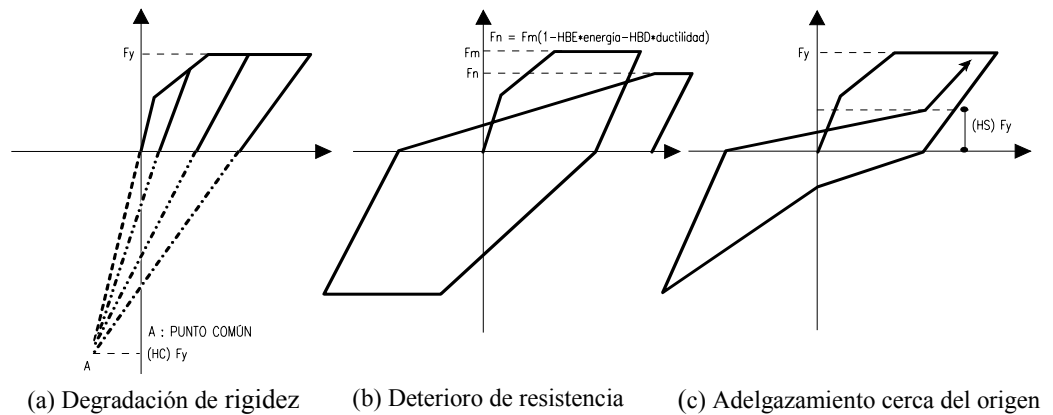 Fy
A : PUNTO COMÚN
(HC) Fy
A
Fn = Fm(1-HBE*energía-HBD*ductilidad)
Fm
Fn
Fy
(HS) Fy
(a) Degradación de rigidez
(b) Deterioro de resistencia
(c) Adelgazamiento cerca del origen